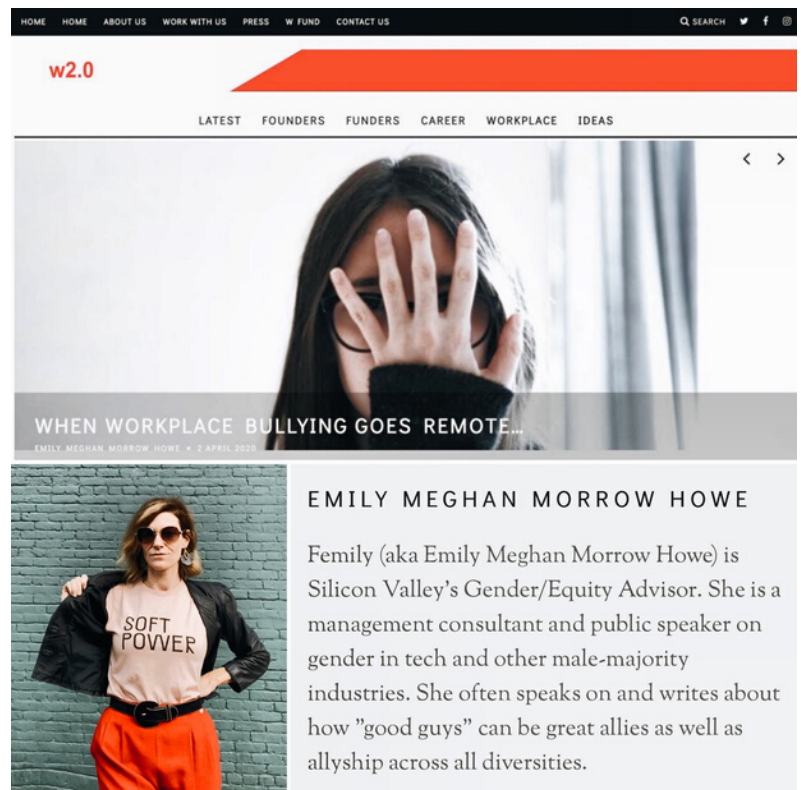 HOME HOME ABOUT US WORK WITH US PRESS W FUND CONTACT US SEARCH
w2.0
LATEST FOUNDERS FUNDERS CAREER WORKPLACE IDEAS
WHEN WORKPLACE BULLYING GOES REMOTE...
EMILY MEGHAN MORROW HOWE • 2 APRIL 2020
SOFT
POWER
EMILY MEGHAN MORROW HOWE
Femily (aka Emily Meghan Morrow Howe) is
Silicon Valley's Gender/Equity Advisor. She is a
management consultant and public speaker on
gender in tech and other male-majority
industries. She often speaks on and writes about
how "good guys" can be great allies as well as
allyship across all diversities.